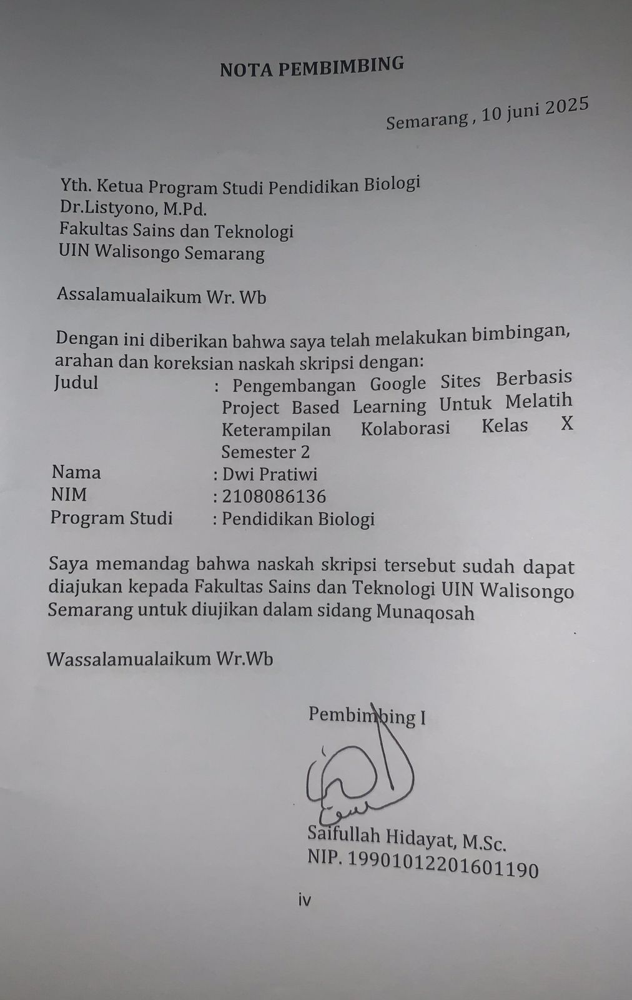 NOTA PEMBIMBING
Semarang , 10 juni 2025
Yth. Ketua Program Studi Pendidikan Biologi
Dr.Listyono, M.Pd.
Fakultas Sains dan Teknologi
UIN Walisongo Semarang
Assalamualaikum Wr. Wb
Dengan ini diberikan bahwa saya telah melakukan bimbingan,
arahan dan koreksian naskah skripsi dengan:
Judul : Pengembangan Google Sites Berbasis
Project Based Learning Untuk Melatih
Keterampilan Kolaborasi Kelas X
Semester 2
Nama : Dwi Pratiwi
NIM : 2108086136
Program Studi : Pendidikan Biologi
Saya memandag bahwa naskah skripsi tersebut sudah dapat
diajukan kepada Fakultas Sains dan Teknologi UIN Walisongo
Semarang untuk diujikan dalam sidang Munaqosah
Wassalamualaikum Wr.Wb
Pembimbing I
Saifullah Hidayat, M.Sc.
NIP. 19901012201601190
iv